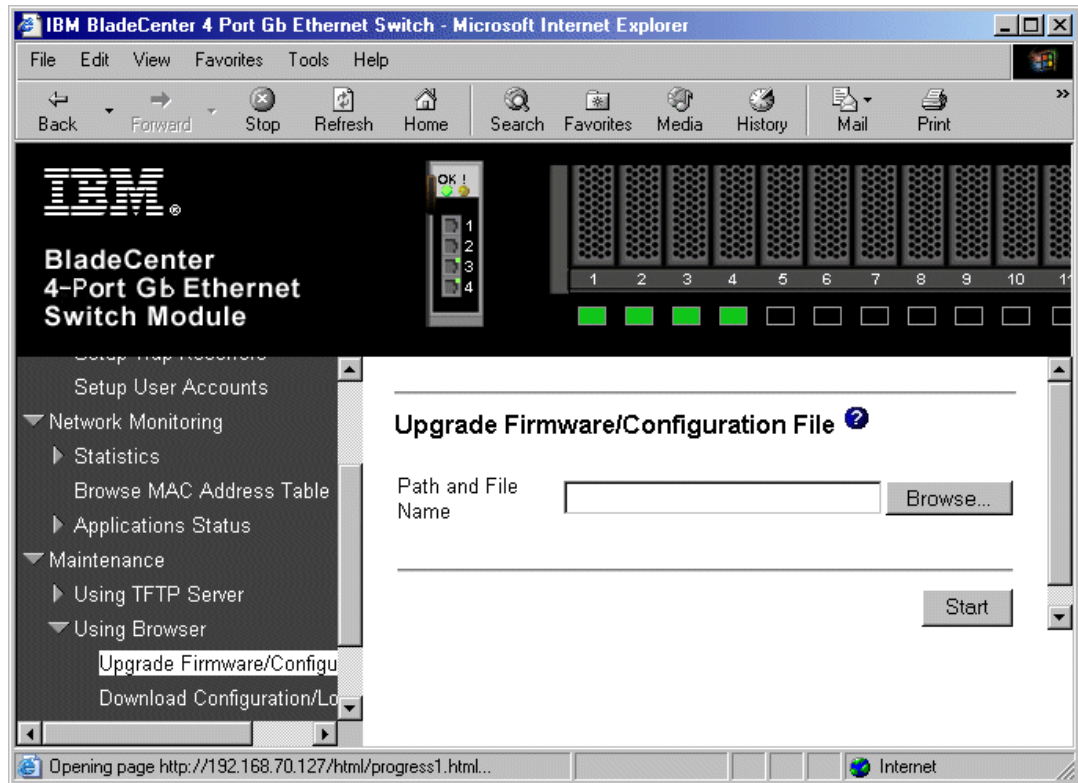 IBM BladeCenter 4 Port Gb Ethernet Switch - Microsoft Internet Explorer
File Edit View Favorites Tools Help
Back Forward Stop Refresh Home Search Favorites Media History Mail Print »
IBM®
BladeCenter
4-Port Gb Ethernet
Switch Module
OK !
1
2
3
4
1 2 3 4 5 6 7 8 9 10 11
Setup Trap Receivers
Setup User Accounts
Network Monitoring
Statistics
Browse MAC Address Table
Applications Status
Maintenance
Using TFTP Server
Using Browser
Upgrade Firmware/Configu
Download Configuration/Lo
Upgrade Firmware/Configuration File ?
Path and File
Name
Browse...
Start
Opening page http://192.168.70.127/html/progress1.html...
Internet